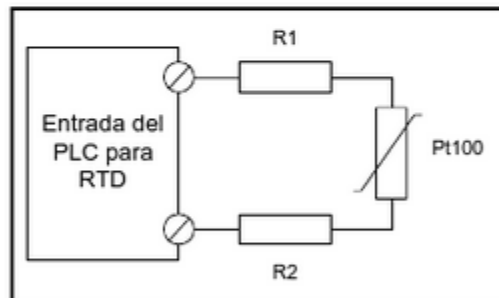 R1
Entrada del
PLC para
RTD
Pt100
R2